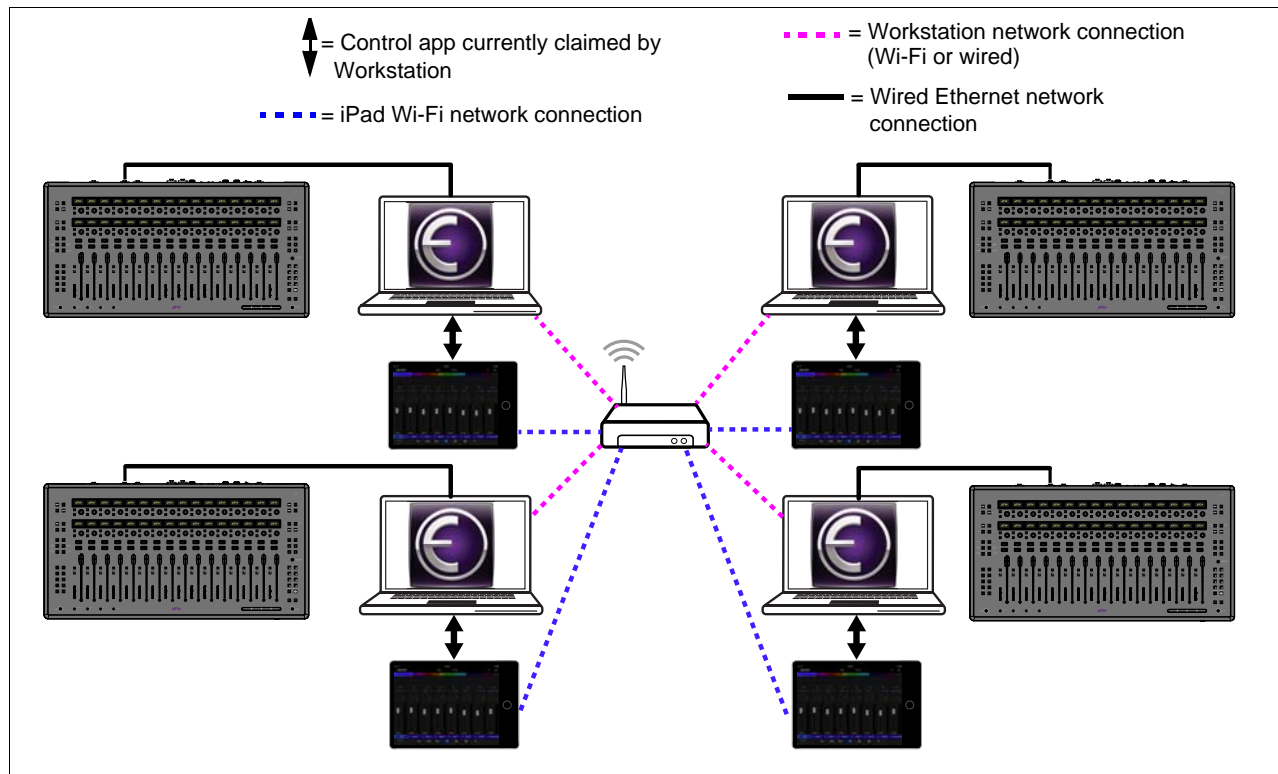 = Control app currently claimed by
Workstation
= iPad Wi-Fi network connection
= Workstation network connection
(Wi-Fi or wired)
= Wired Ethernet network
connection